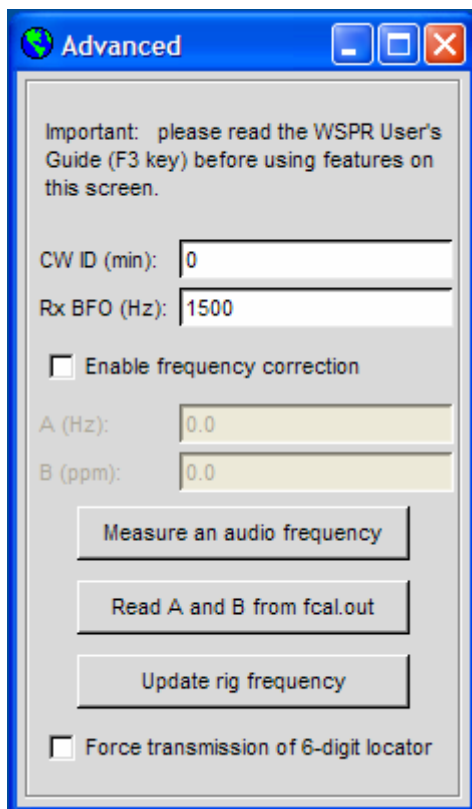 Advanced
Important: please read the WSPR User's
Guide (F3 key) before using features on
this screen.
CW ID (min): 0
Rx BFO (Hz): 1500
Enable frequency correction
A (Hz): 0.0
B (ppm): 0.0
Measure an audio frequency
Read A and B from fcal.out
Update rig frequency
Force transmission of 6-digit locator